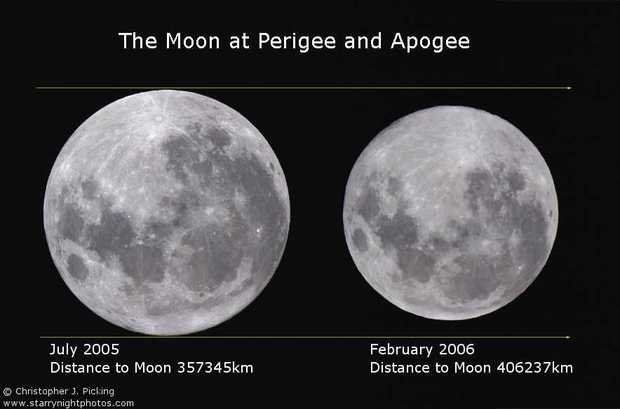 The Moon at Perigee and Apogee
July 2005
Distance to Moon 357345km
February 2006
Distance to Moon 406237km
© Christopher J. Picking
www.starrynightphotos.com